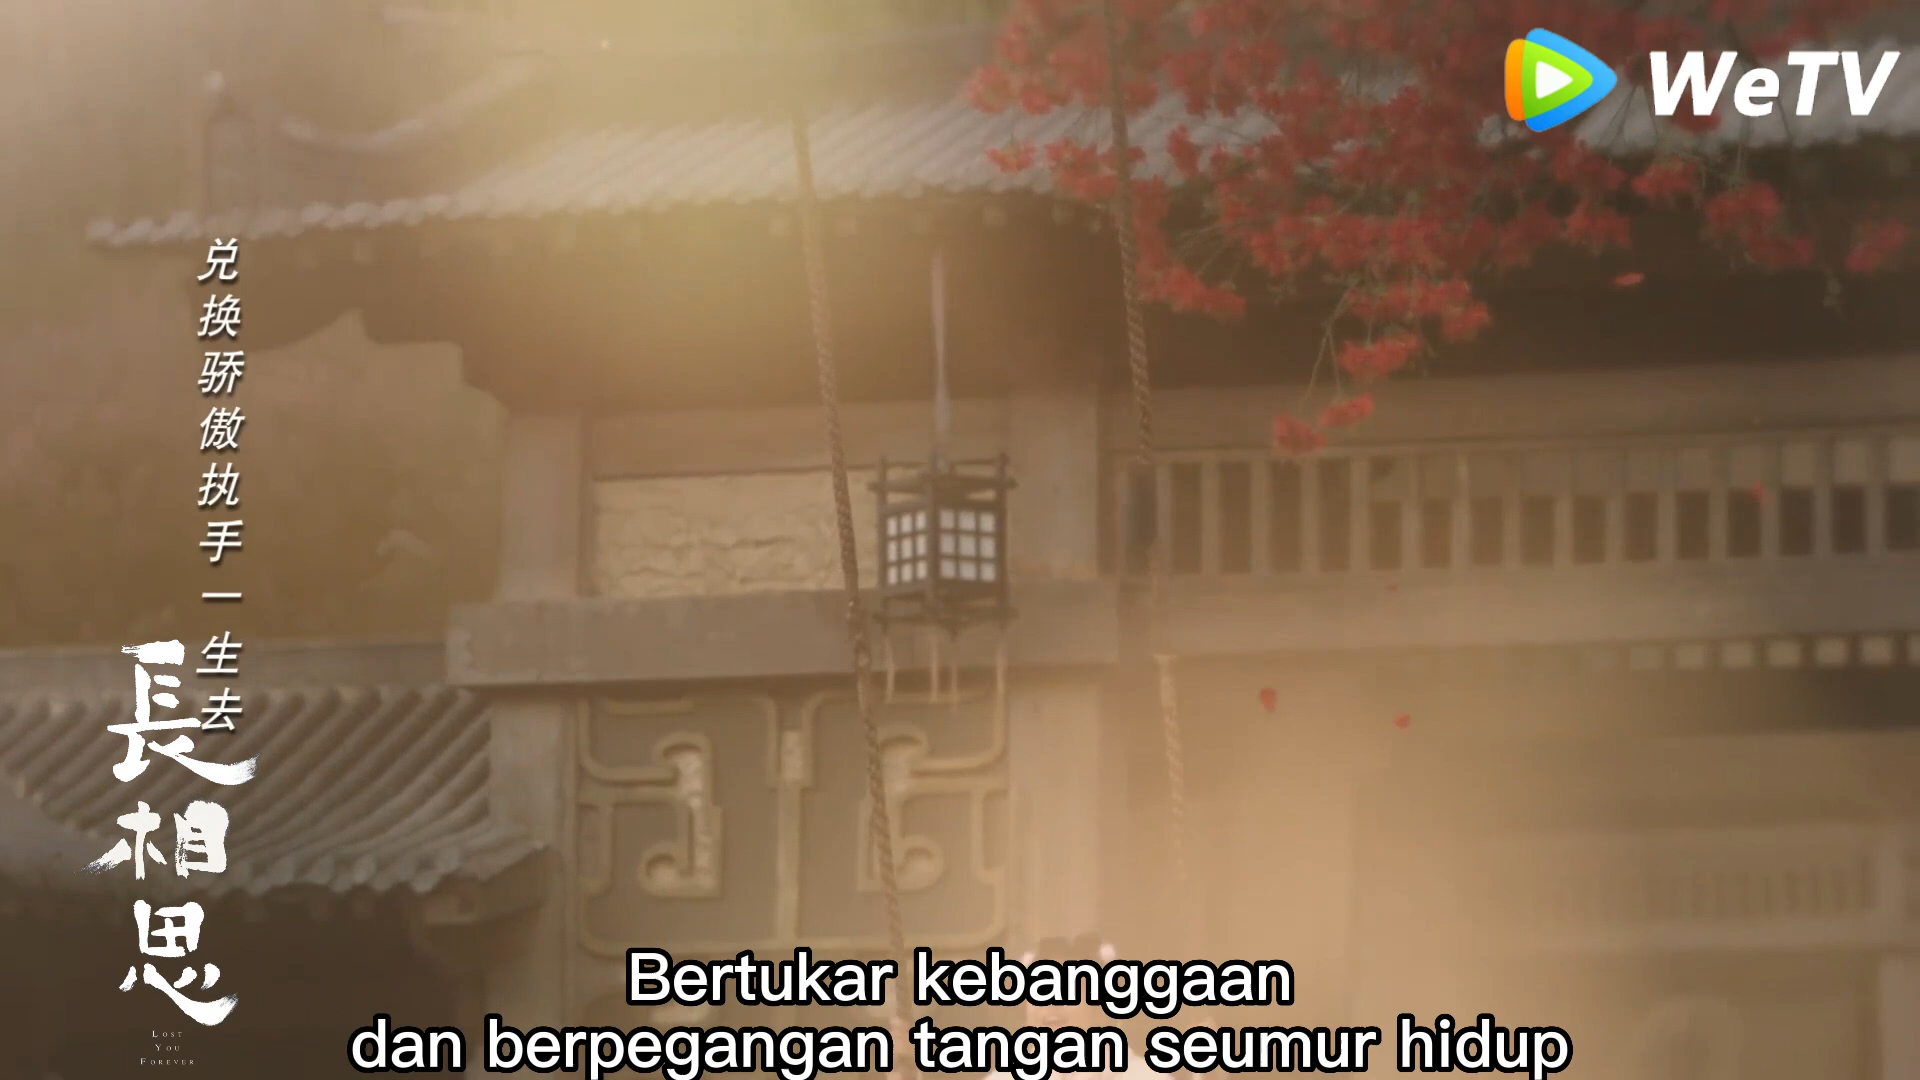 WeTV
兑换骄傲执手一生去
長相思
LOST
YOU
FOREVER
Bertukar kebanggaan
dan berpegangan tangan seumur hidup